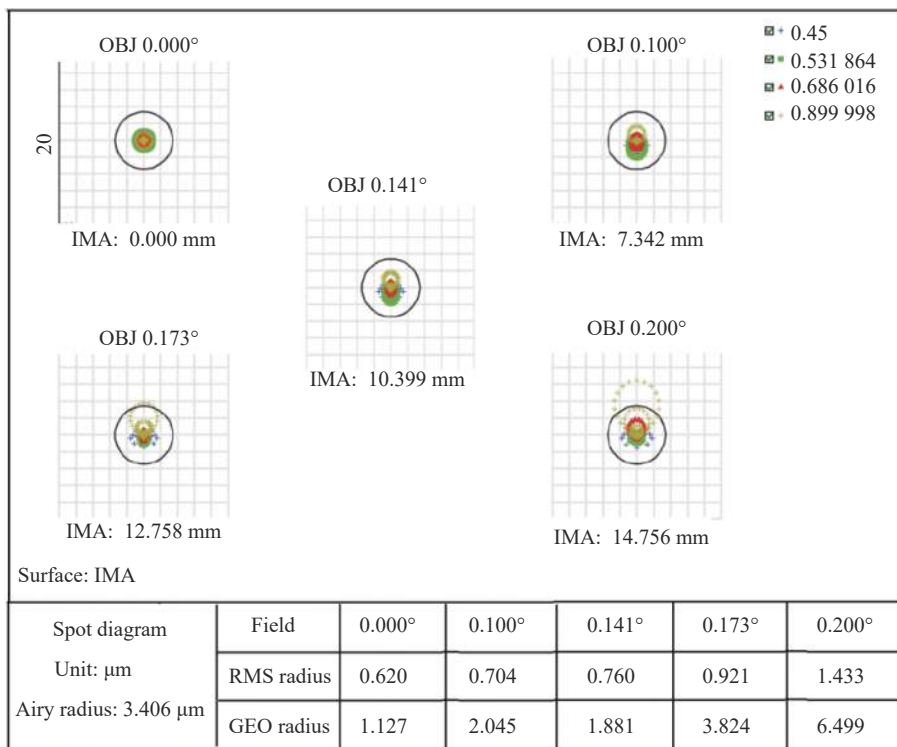 OBJ 0.000°
OBJ 0.100°
0.45
0.531 864
0.686 016
0.899 998
20
IMA: 0.000 mm
IMA: 7.342 mm
OBJ 0.141°
IMA: 10.399 mm
OBJ 0.173°
OBJ 0.200°
IMA: 12.758 mm
IMA: 14.756 mm
Surface: IMA
Spot diagram
Unit: μm
Airy radius: 3.406 μm
Field 0.000° 0.100° 0.141° 0.173° 0.200°
RMS radius 0.620 0.704 0.760 0.921 1.433
GEO radius 1.127 2.045 1.881 3.824 6.499